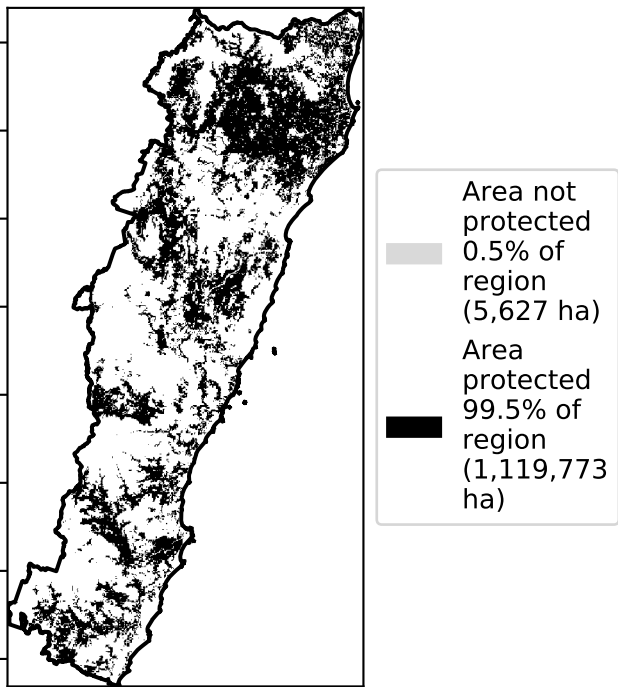 Area not
protected
0.5% of
region
(5,627 ha)
Area
protected
99.5% of
region
(1,119,773
ha)